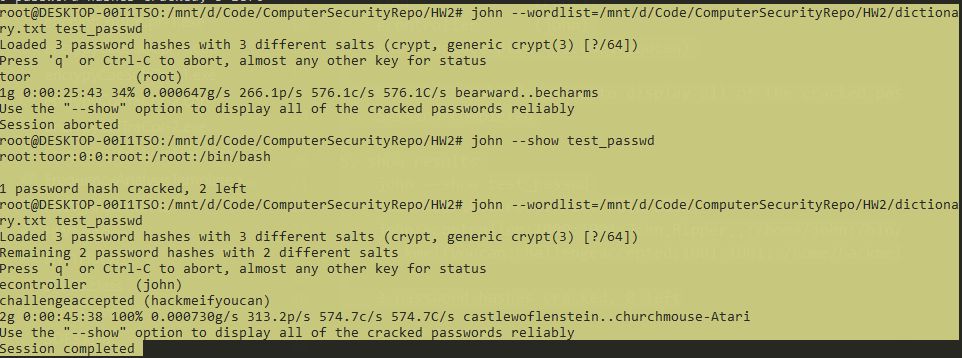 root@DESKTOP-00I1TSO:/mnt/d/Code/ComputerSecurityRepo/HW2# john --wordlist=/mnt/d/Code/ComputerSecurityRepo/HW2/dictiona
ry.txt test_passwd
Loaded 3 password hashes with 3 different salts (crypt, generic crypt(3) [?/64])
Press 'q' or Ctrl-C to abort, almost any other key for status
toor             (root)
1g 0:00:25:43 34% 0.000647g/s 266.1p/s 576.1c/s 576.1C/s bearward..becharms
Use the "--show" option to display all of the cracked passwords reliably
Session aborted
root@DESKTOP-00I1TSO:/mnt/d/Code/ComputerSecurityRepo/HW2# john --show test_passwd
root:toor:0:0:root:/root:/bin/bash
1 password hash cracked, 2 left
root@DESKTOP-00I1TSO:/mnt/d/Code/ComputerSecurityRepo/HW2# john --wordlist=/mnt/d/Code/ComputerSecurityRepo/HW2/dictiona
ry.txt test_passwd
Loaded 3 password hashes with 3 different salts (crypt, generic crypt(3) [?/64])
Remaining 2 password hashes with 2 different salts
Press 'q' or Ctrl-C to abort, almost any other key for status
econtroller      (john)
challengeaccepted (hackmeifyoucan)
2g 0:00:45:38 100% 0.000730g/s 313.2p/s 574.7c/s 574.7C/s castlewoflenstein..churchmouse-Atari
Use the "--show" option to display all of the cracked passwords reliably
Session completed